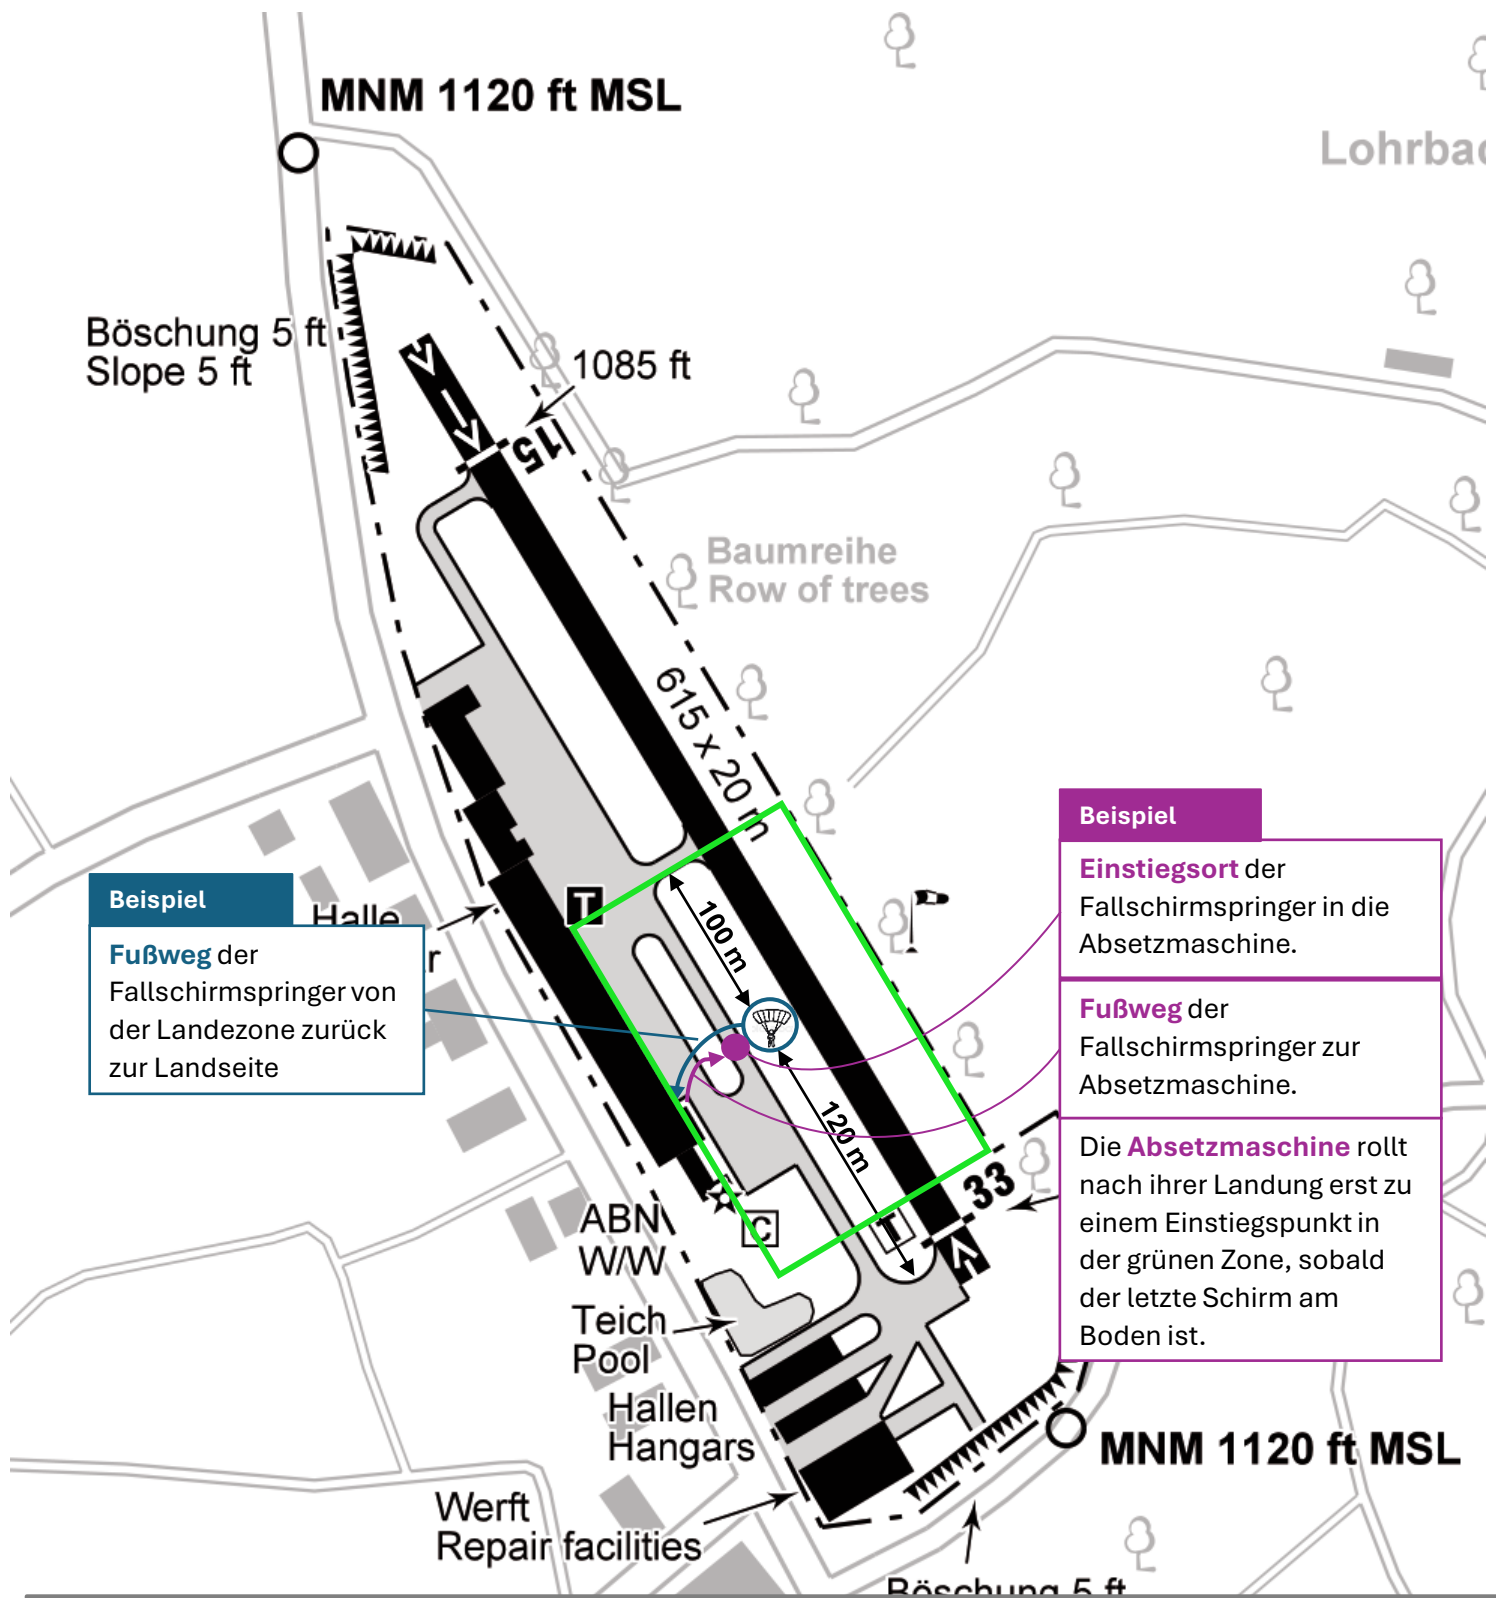 MNM 1120 ft MSL
Lohrbac
Böschung 5 ft
Slope 5 ft
1085 ft
15
Baumreihe
Row of trees
615 x 20 m
Beispiel
Einstiegsort der
Fallschirmspringer in die
Absetzmaschine.
Fußweg der
Fallschirmspringer zur
Absetzmaschine.
Die Absetzmaschine rollt
nach ihrer Landung erst zu
einem Einstiegspunkt in
der grünen Zone, sobald
der letzte Schirm am
Boden ist.
Beispiel
Fußweg der
Fallschirmspringer von
der Landezone zurück
zur Landseite
Halle
r
T
100 m
120 m
33
T
C
ABN
W/W
Teich
Pool
Hallen
Hangars
Werft
Repair facilities
MNM 1120 ft MSL
Böschung 5 ft